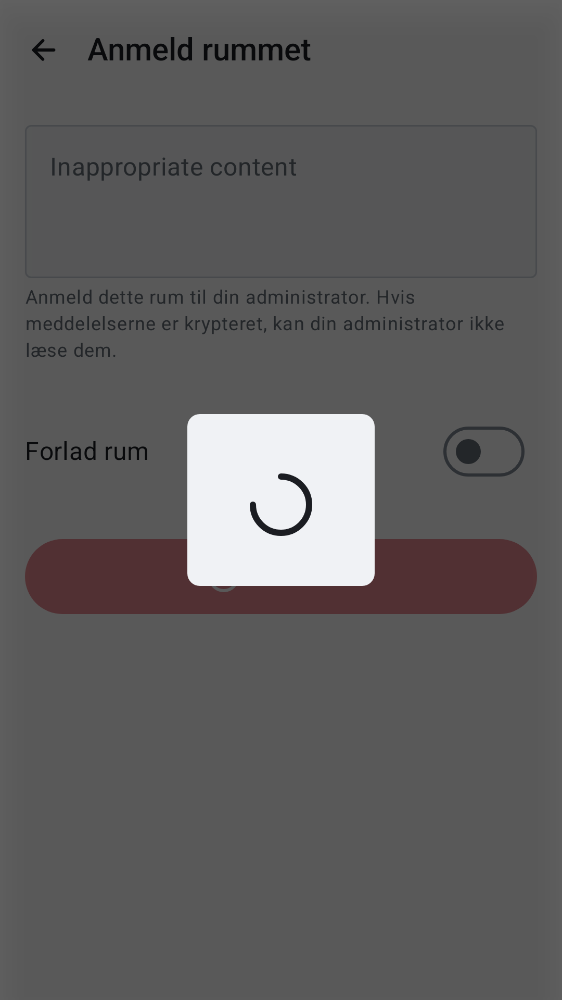 Anmeld rummet
Inappropriate content
Anmeld dette rum til din administrator. Hvis
meddelelserne er krypteret, kan din administrator ikke
læse dem.
Forlad rum